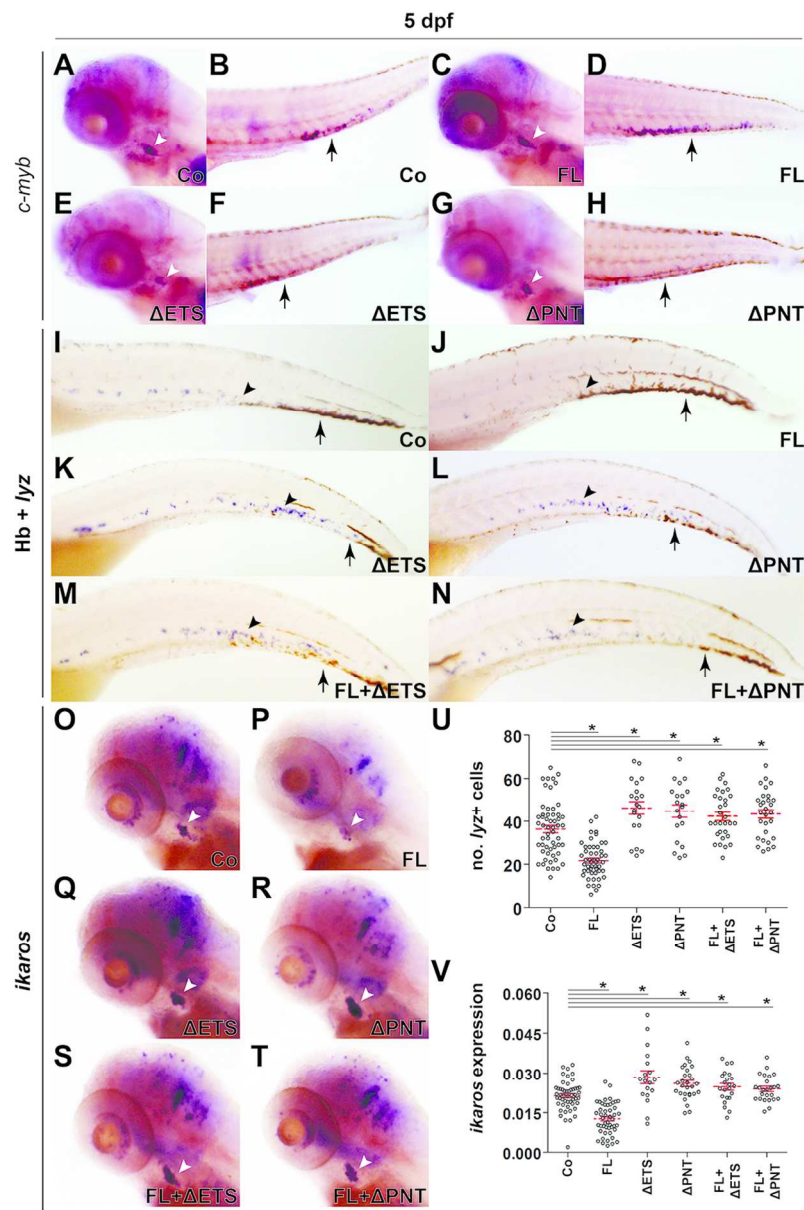 5 dpf
A B C D
Co Co FL FL
c-myb
E F G H
ΔETS ΔETS ΔPNT ΔPNT
I J
Co FL
K L
Hb + lyz
ΔETS ΔPNT
M N
FL+ΔETS FL+ΔPNT
O P
Co FL
Q R
ikaros
ΔETS ΔPNT
S T
FL+ΔETS FL+ΔPNT
U
* * * * *
80
60
40
20
0
no. lyz+ cells
Co FL ΔETS ΔPNT FL+ ΔETS FL+ ΔPNT
V
* * * * *
0.060
0.045
0.030
0.015
0.000
ikaros expression
Co FL ΔETS ΔPNT FL+ ΔETS FL+ ΔPNT